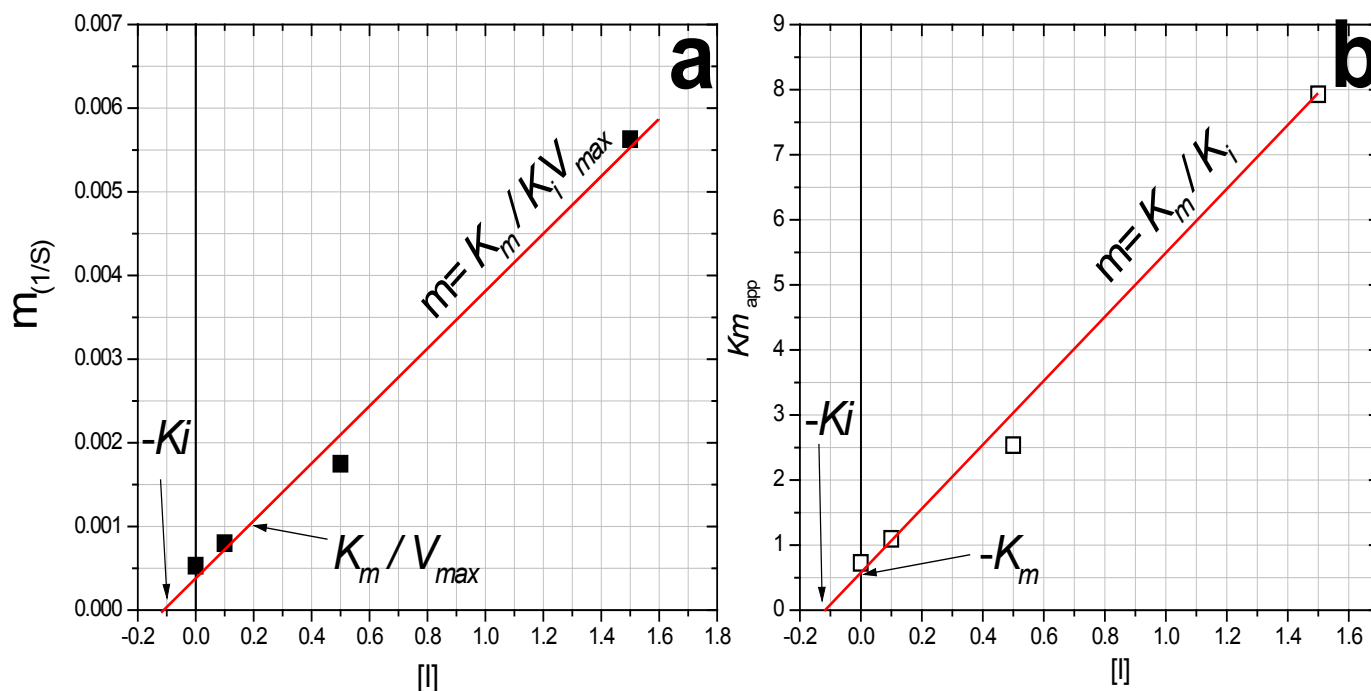 a
0.007
0.006
0.005
0.004
0.003
0.002
0.001
0.000
m(1/S)
m= Km / KiVmax
-Ki
Km / Vmax
-0.2 0.0 0.2 0.4 0.6 0.8 1.0 1.2 1.4 1.6 1.8
[I]
b
9
8
7
6
5
4
3
2
1
0
Km app
m= Km / Ki
-Ki
-Km
-0.2 0.0 0.2 0.4 0.6 0.8 1.0 1.2 1.4 1.6
[I]